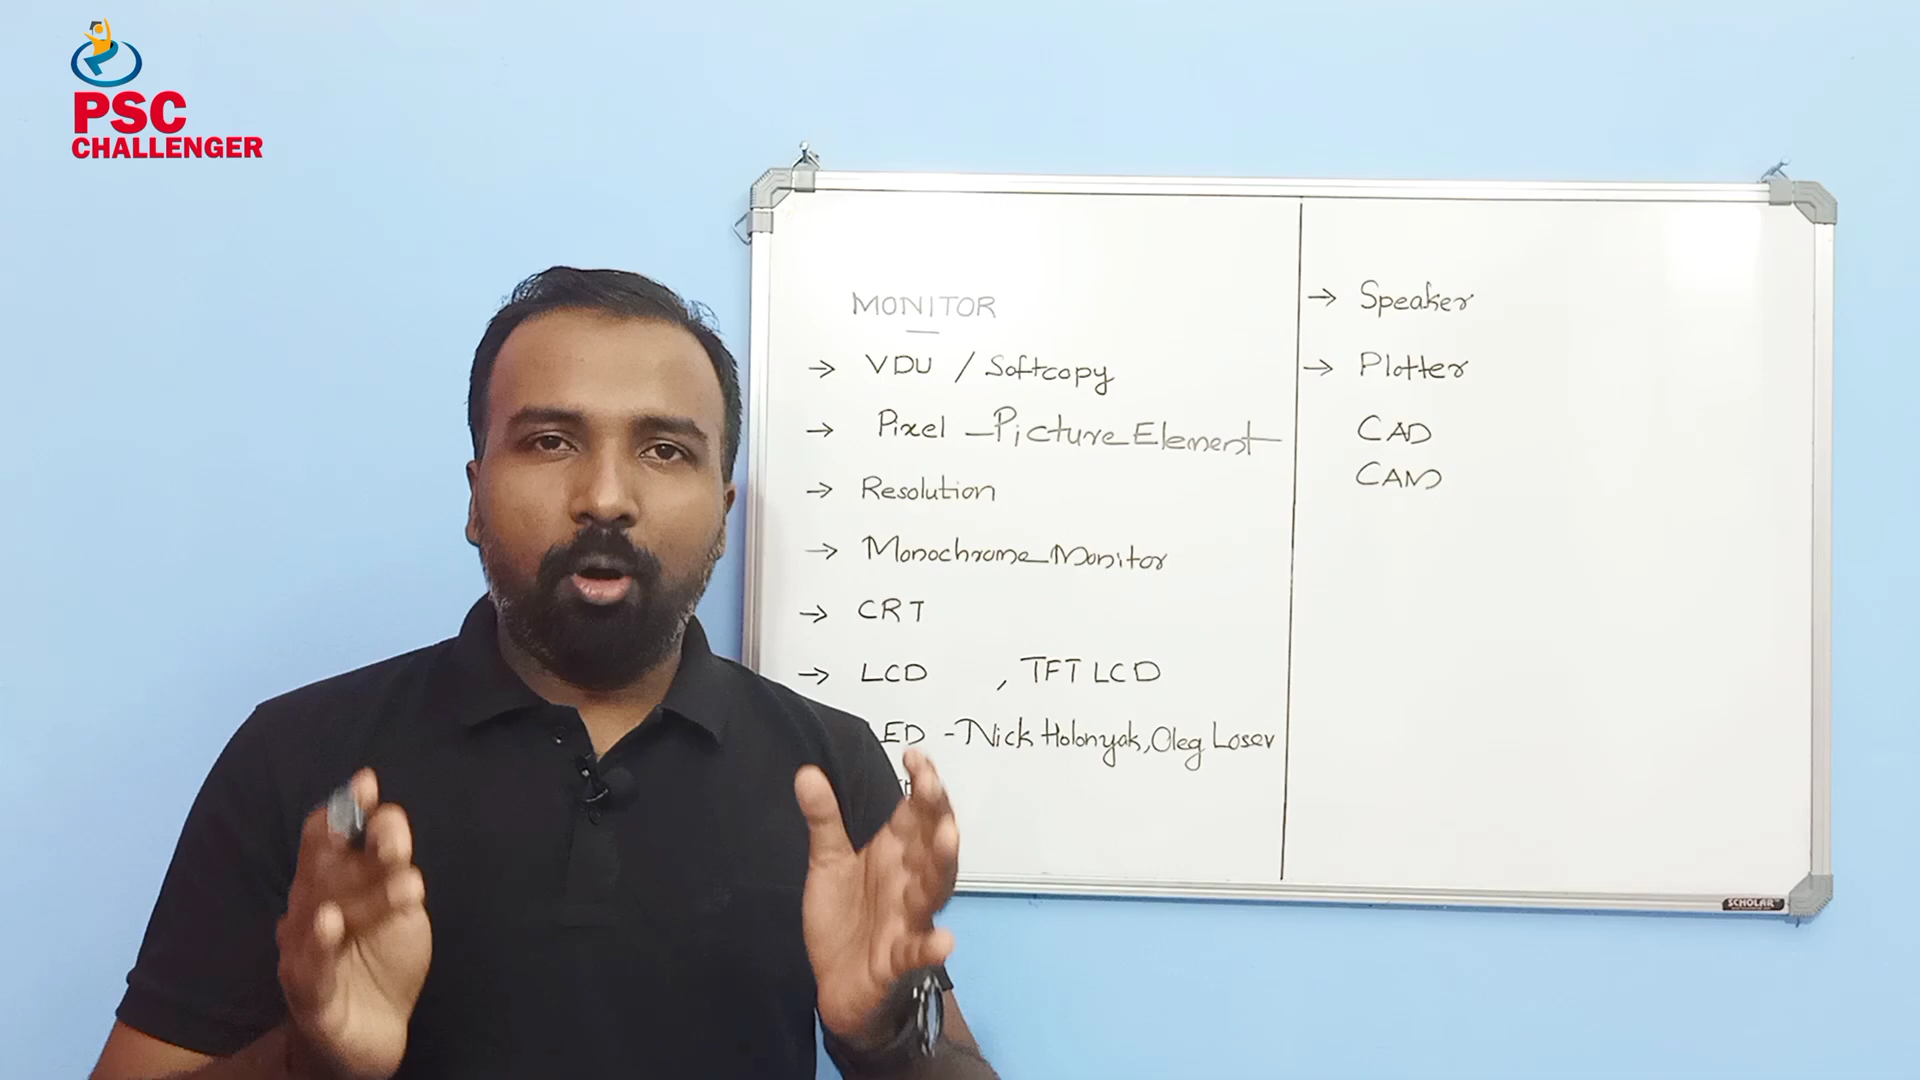 PSC
CHALLENGER
MONITOR
→ VDU / Softcopy
→ Pixel - Picture Element
→ Resolution
→ Monochrome Monitor
→ CRT
→ LCD , TFT LCD
ED - Nick Holonyak, Oleg Losev
→ Speaker
→ Plotter
CAD
CAM
SCHOLAR